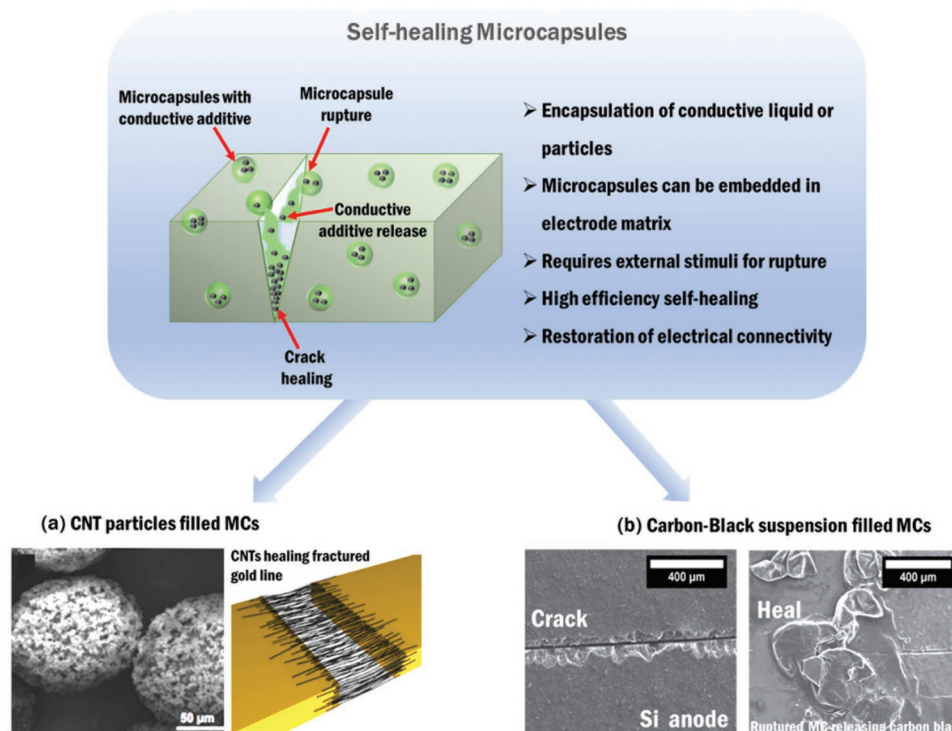 Self-healing Microcapsules
Microcapsules with
conductive additive
Microcapsule
rupture
Conductive
additive release
Crack
healing
➢ Encapsulation of conductive liquid or
particles
➢ Microcapsules can be embedded in
electrode matrix
➢ Requires external stimuli for rupture
➢ High efficiency self-healing
➢ Restoration of electrical connectivity
(a) CNT particles filled MCs
50 µm
CNTs healing fractured
gold line
(b) Carbon-Black suspension filled MCs
400 µm
Crack
Si anode
400 µm
Heal
Ruptured MC releasing carbon bla